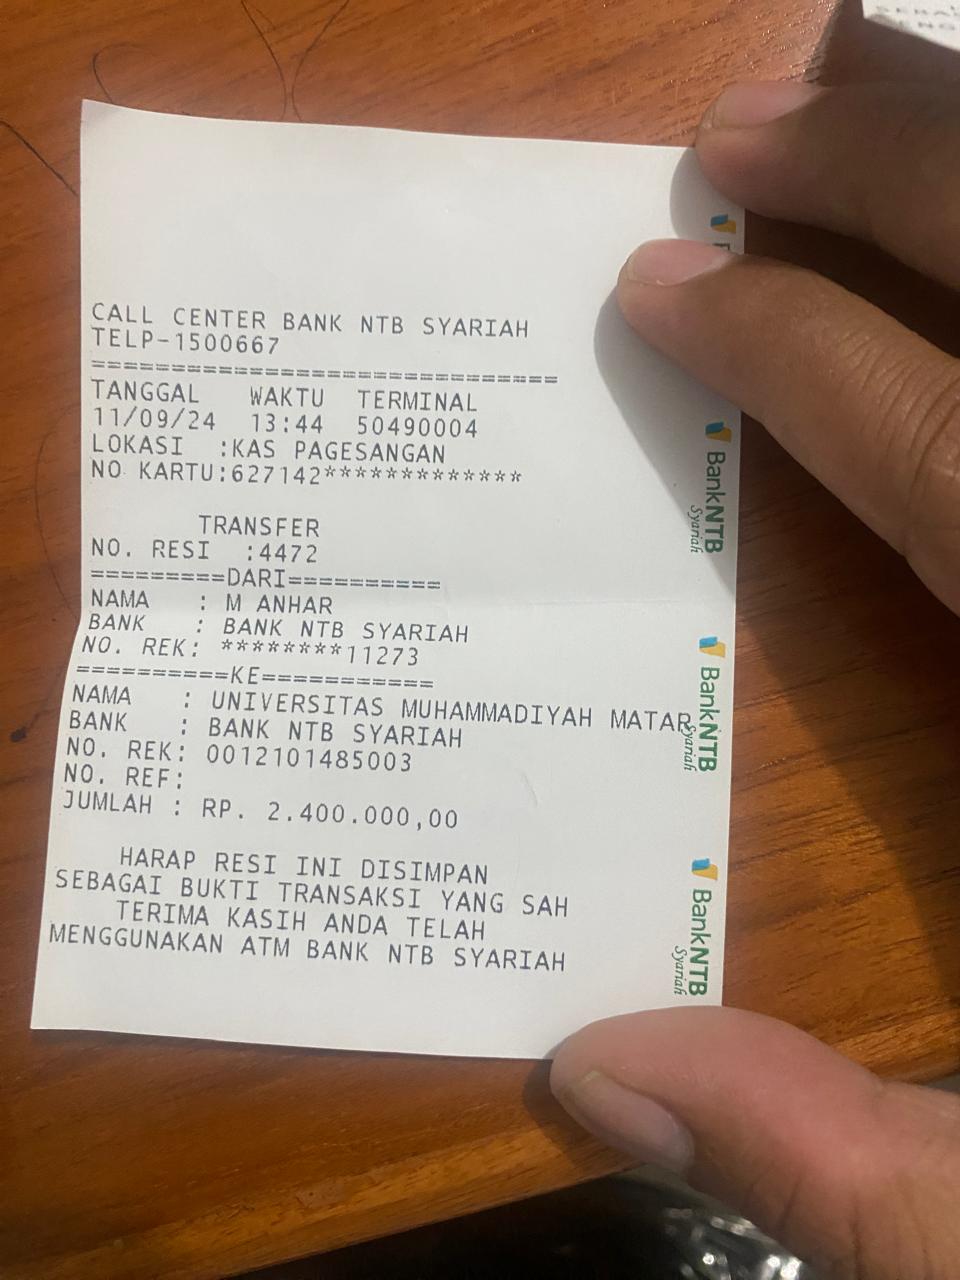 CALL CENTER BANK NTB SYARIAH
TELP-1500667
==============================
TANGGAL WAKTU TERMINAL
11/09/24 13:44 50490004
LOKASI :KAS PAGESANGAN
NO KARTU:627142*************
TRANSFER
NO. RESI :4472
=========DARI==========
NAMA : M ANHAR
BANK : BANK NTB SYARIAH
NO. REK: ********11273
==========KE===========
NAMA : UNIVERSITAS MUHAMMADIYAH MATAR
BANK : BANK NTB SYARIAH
NO. REK: 0012101485003
NO. REF:
JUMLAH : RP. 2.400.000,00
HARAP RESI INI DISIMPAN
SEBAGAI BUKTI TRANSAKSI YANG SAH
TERIMA KASIH ANDA TELAH
MENGGUNAKAN ATM BANK NTB SYARIAH
BankNTB
Syariah
BankNTB
Syariah
BankNTB
Syariah